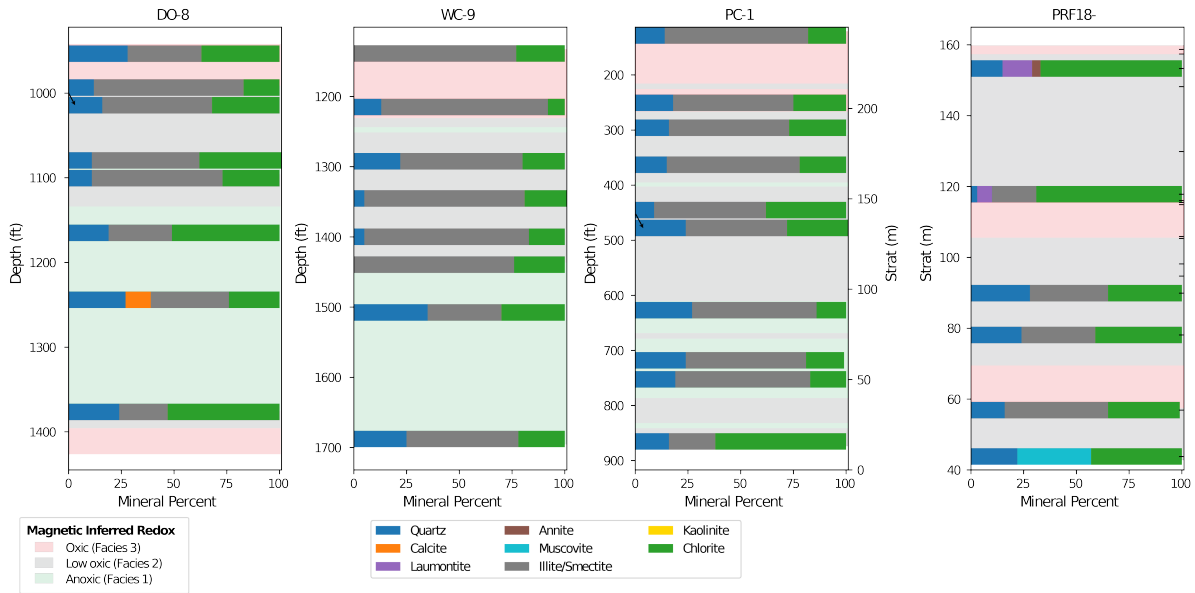 DO-8 WC-9 PC-1 PRF18-
Depth (ft)
1000
1100
1200
1300
1400
0 25 50 75 100
Mineral Percent
Depth (ft)
1200
1300
1400
1500
1600
1700
0 25 50 75 100
Mineral Percent
Depth (ft)
200
300
400
500
600
700
800
900
0 25 50 75 100
Mineral Percent
Strat (m)
200
150
100
50
0
Strat (m)
160
140
120
100
80
60
40
0 25 50 75 100
Mineral Percent
Magnetic Inferred Redox
Oxic (Facies 3)
Low oxic (Facies 2)
Anoxic (Facies 1)
Quartz Annite Kaolinite
Calcite Muscovite Chlorite
Laumontite Illite/Smectite